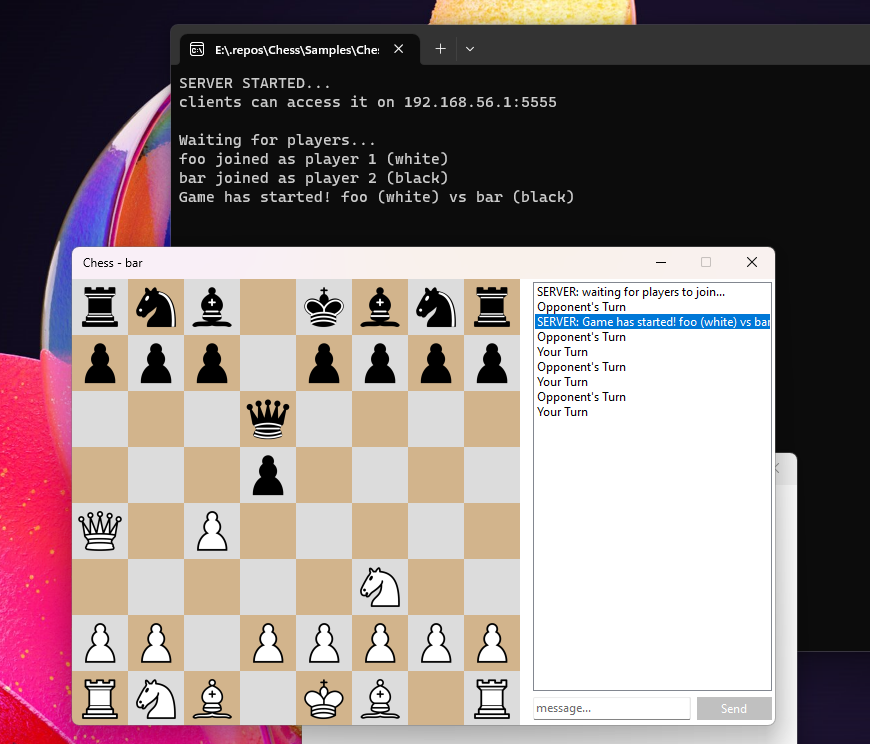 E:\.repos\Chess\Samples\Che
SERVER STARTED...
clients can access it on 192.168.56.1:5555
Waiting for players...
foo joined as player 1 (white)
bar joined as player 2 (black)
Game has started! foo (white) vs bar (black)
Chess - bar
SERVER: waiting for players to join...
Opponent's Turn
SERVER: Game has started! foo (white) vs bar
Opponent's Turn
Your Turn
Opponent's Turn
Your Turn
Opponent's Turn
Your Turn
message...
Send